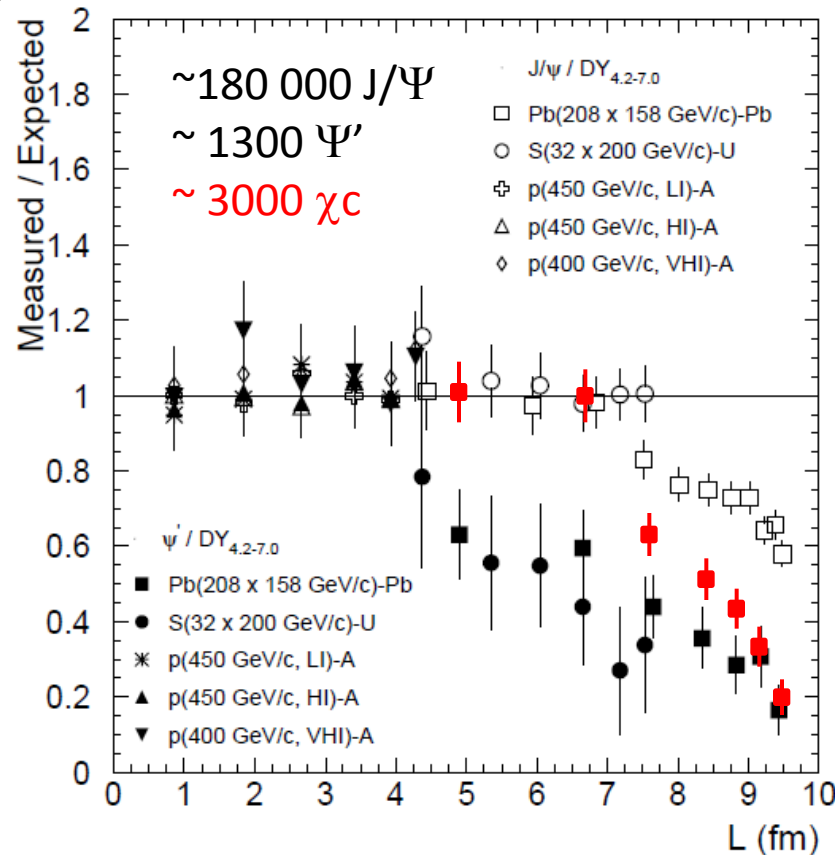 Measured / Expected
2
1.8
1.6
1.4
1.2
1
0.8
0.6
0.4
0.2
0
~180 000 J/Ψ
~ 1300 Ψ’
~ 3000 χc
J/ψ / DY4.2-7.0
Pb(208 x 158 GeV/c)-Pb
S(32 x 200 GeV/c)-U
p(450 GeV/c, LI)-A
p(450 GeV/c, HI)-A
p(400 GeV/c, VHI)-A
ψ' / DY4.2-7.0
Pb(208 x 158 GeV/c)-Pb
S(32 x 200 GeV/c)-U
p(450 GeV/c, LI)-A
p(450 GeV/c, HI)-A
p(400 GeV/c, VHI)-A
0 1 2 3 4 5 6 7 8 9 10
L (fm)